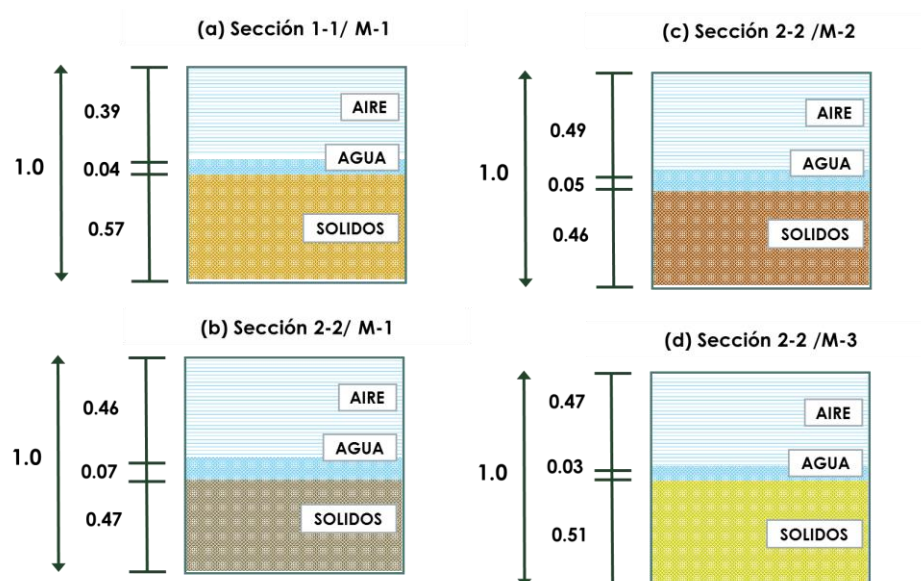 (a) Sección 1-1/ M-1
1.0
0.39
0.04
0.57
AIRE
AGUA
SOLIDOS
(c) Sección 2-2 /M-2
1.0
0.49
0.05
0.46
AIRE
AGUA
SOLIDOS
(b) Sección 2-2/ M-1
1.0
0.46
0.07
0.47
AIRE
AGUA
SOLIDOS
(d) Sección 2-2 /M-3
1.0
0.47
0.03
0.51
AIRE
AGUA
SOLIDOS